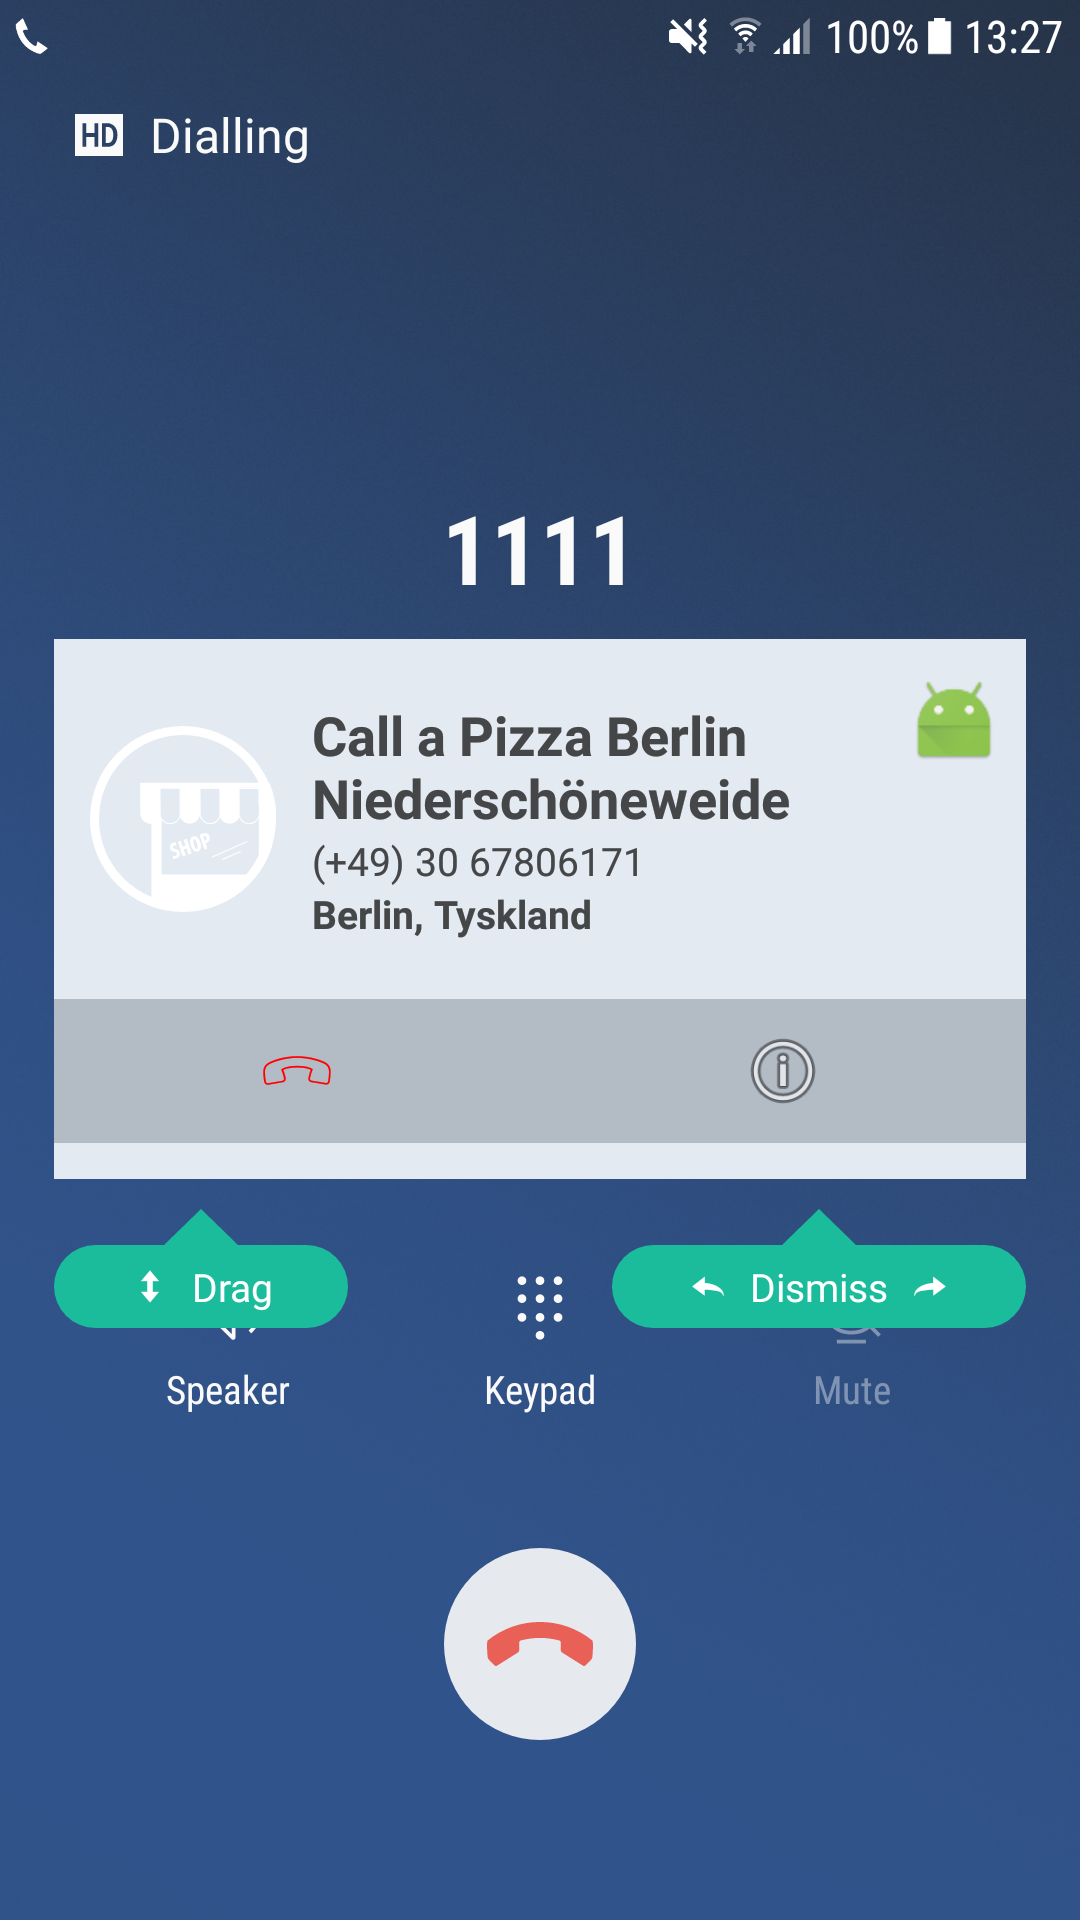 100% 13:27
HD Dialling
1111
Call a Pizza Berlin
Niederschöneweide
(+49) 30 67806171
Berlin, Tyskland
SHOP
Drag
Dismiss
Speaker
Keypad
Mute